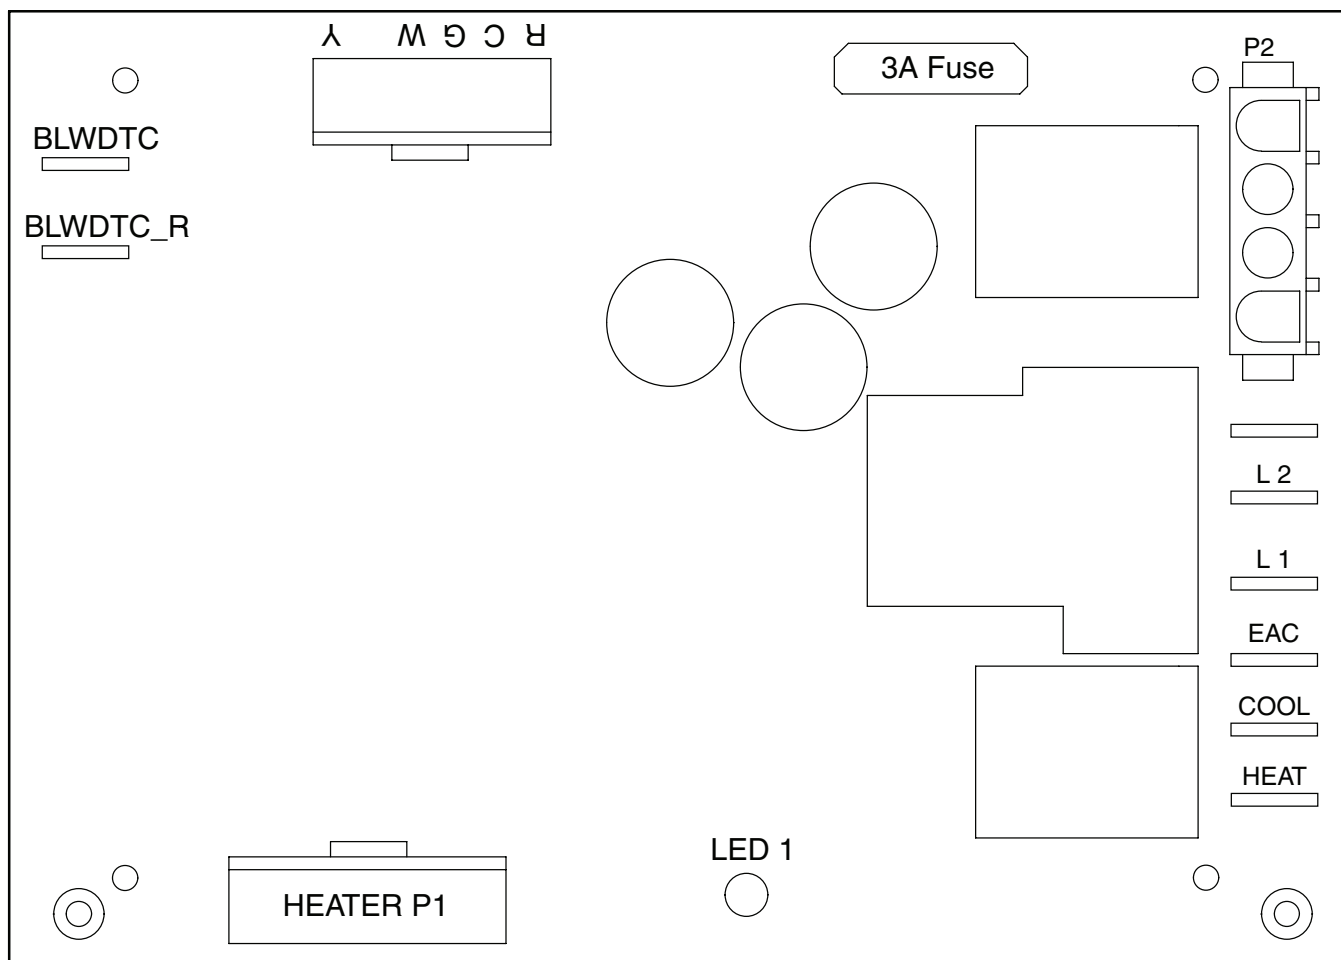 Y W G C R
3A Fuse
P2
BLWDTC
BLWDTC_R
L 2
L 1
EAC
COOL
HEAT
LED 1
HEATER P1